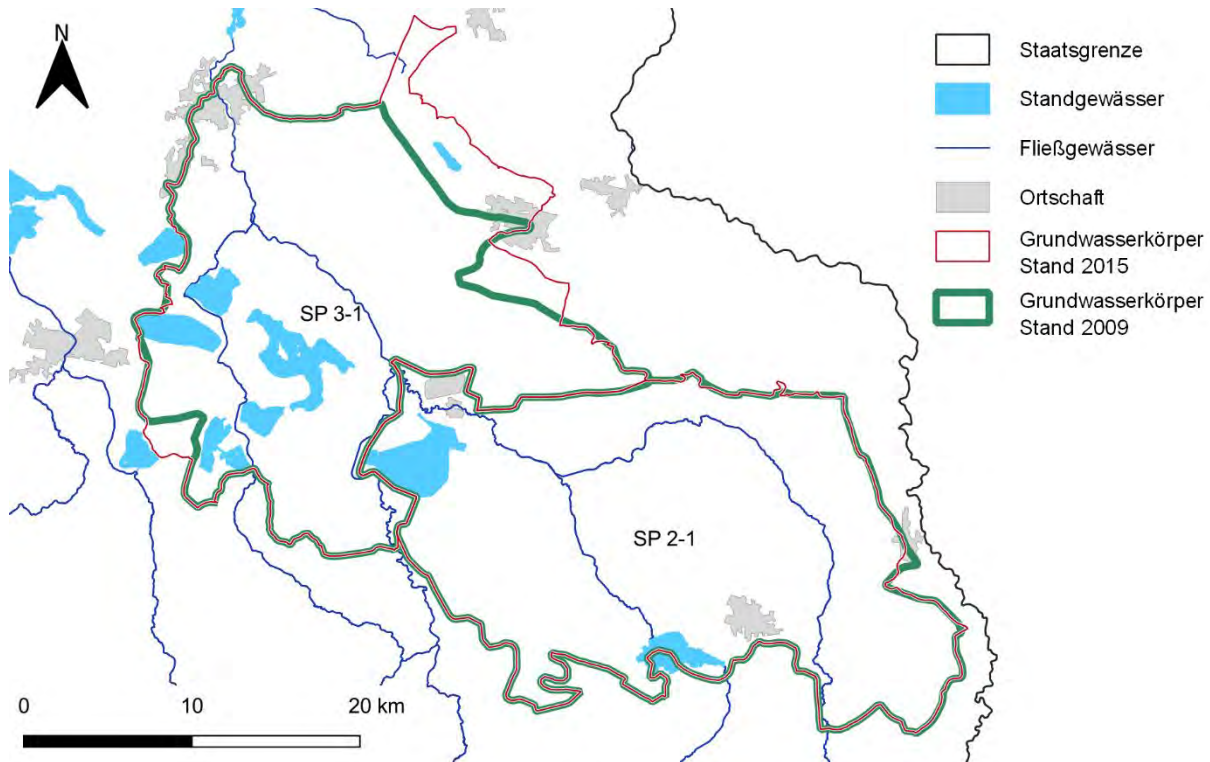 N
Staatsgrenze
Standgewässer
Fließgewässer
Ortschaft
Grundwasserkörper
Stand 2015
Grundwasserkörper
Stand 2009
SP 3-1
SP 2-1
0 10 20 km